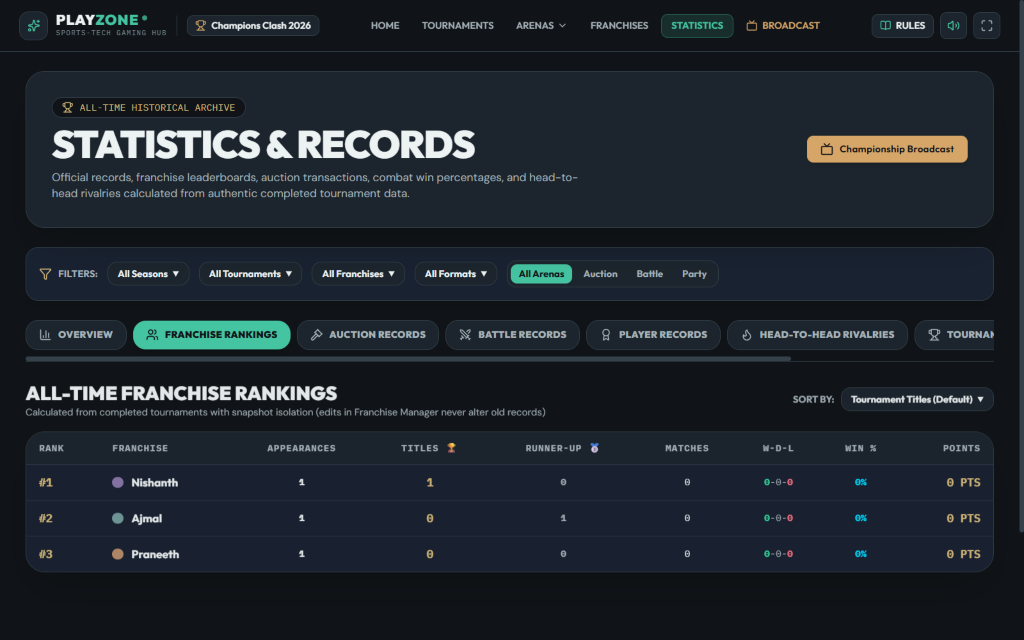 PLAYZONE
SPORTS-TECH GAMING HUB
Champions Clash 2026
HOME
TOURNAMENTS
ARENAS
FRANCHISES
STATISTICS
BROADCAST
RULES
ALL-TIME HISTORICAL ARCHIVE
STATISTICS & RECORDS
Official records, franchise leaderboards, auction transactions, combat win percentages, and head-to-
head rivalries calculated from authentic completed tournament data.
Championship Broadcast
FILTERS:
All Seasons ▼
All Tournaments ▼
All Franchises ▼
All Formats ▼
All Arenas
Auction
Battle
Party
OVERVIEW
FRANCHISE RANKINGS
AUCTION RECORDS
BATTLE RECORDS
PLAYER RECORDS
HEAD-TO-HEAD RIVALRIES
TOURNAM
ALL-TIME FRANCHISE RANKINGS
Calculated from completed tournaments with snapshot isolation (edits in Franchise Manager never alter old records)
SORT BY:
Tournament Titles (Default) ▼
RANK FRANCHISE APPEARANCES TITLES 🏆 RUNNER-UP 🥈 MATCHES W-D-L WIN % POINTS
#1 Nishanth 1 1 0 0 0-0-0 0% 0 PTS
#2 Ajmal 1 0 1 0 0-0-0 0% 0 PTS
#3 Praneeth 1 0 0 0 0-0-0 0% 0 PTS